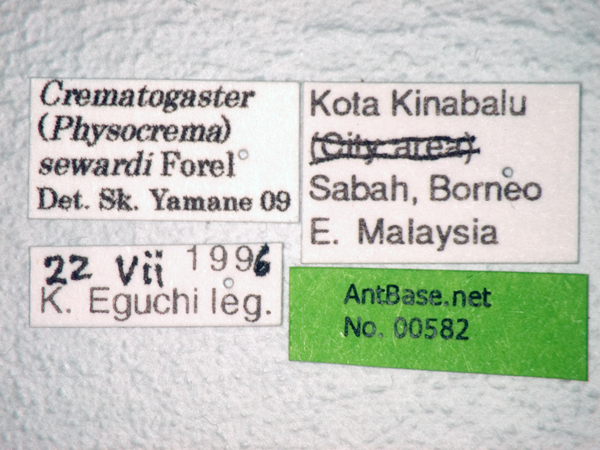 Crematogaster
(Physocrema)
sewardi Forel
Det. Sk. Yamane 09
Kota Kinabalu
(City area)
Sabah, Borneo
E. Malaysia
22 Vii 1996
K. Eguchi leg.
AntBase.net
No. 00582